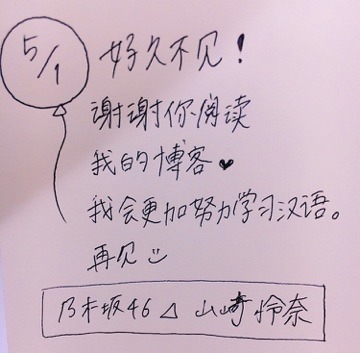 5/1
好久不见！
谢谢你阅读
我的博客♥
我会更加努力学习汉语。
再见
乃木坂46⊿ 山崎怜奈